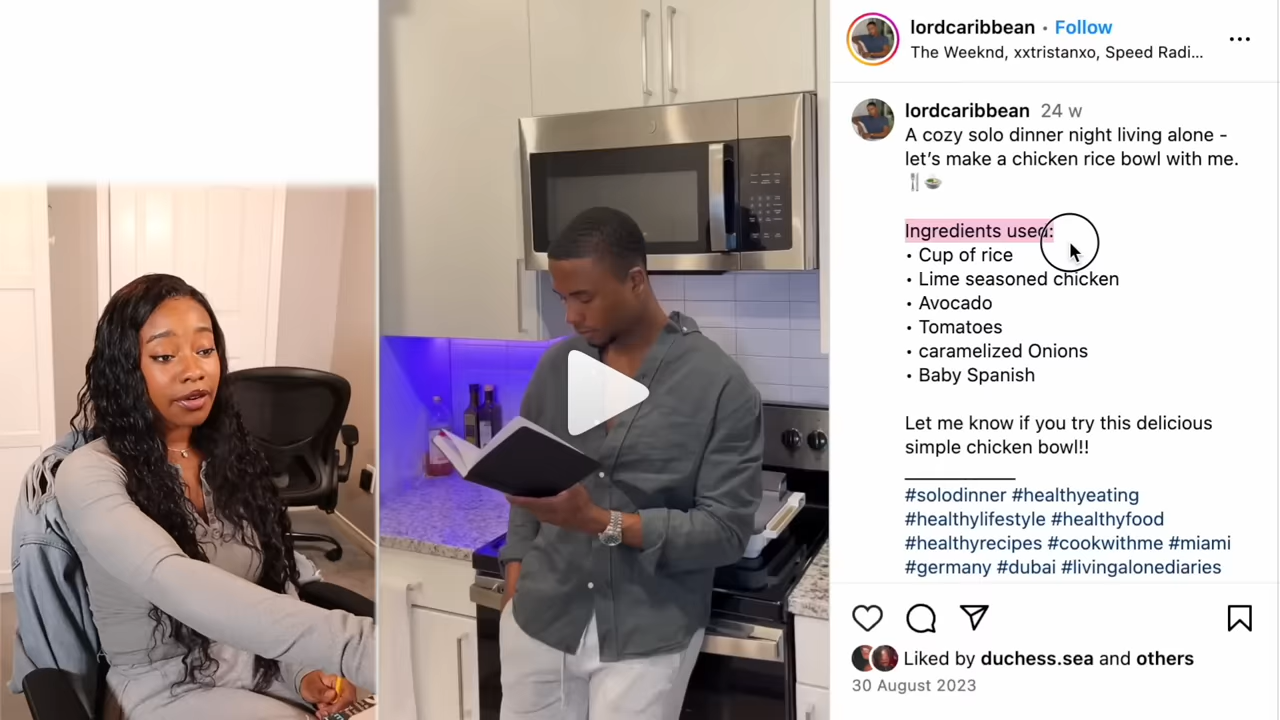 lordcaribbean • Follow
The Weeknd, xxtristanxo, Speed Radi...
lordcaribbean 24 w
A cozy solo dinner night living alone -
let’s make a chicken rice bowl with me.
🍽️🍲
Ingredients used:
• Cup of rice
• Lime seasoned chicken
• Avocado
• Tomatoes
• caramelized Onions
• Baby Spanish
Let me know if you try this delicious
simple chicken bowl!!
#solodinner #healthyeating
#healthylifestyle #healthyfood
#healthyrecipes #cookwithme #miami
#germany #dubai #livingalonediaries
Liked by duchess.sea and others
30 August 2023